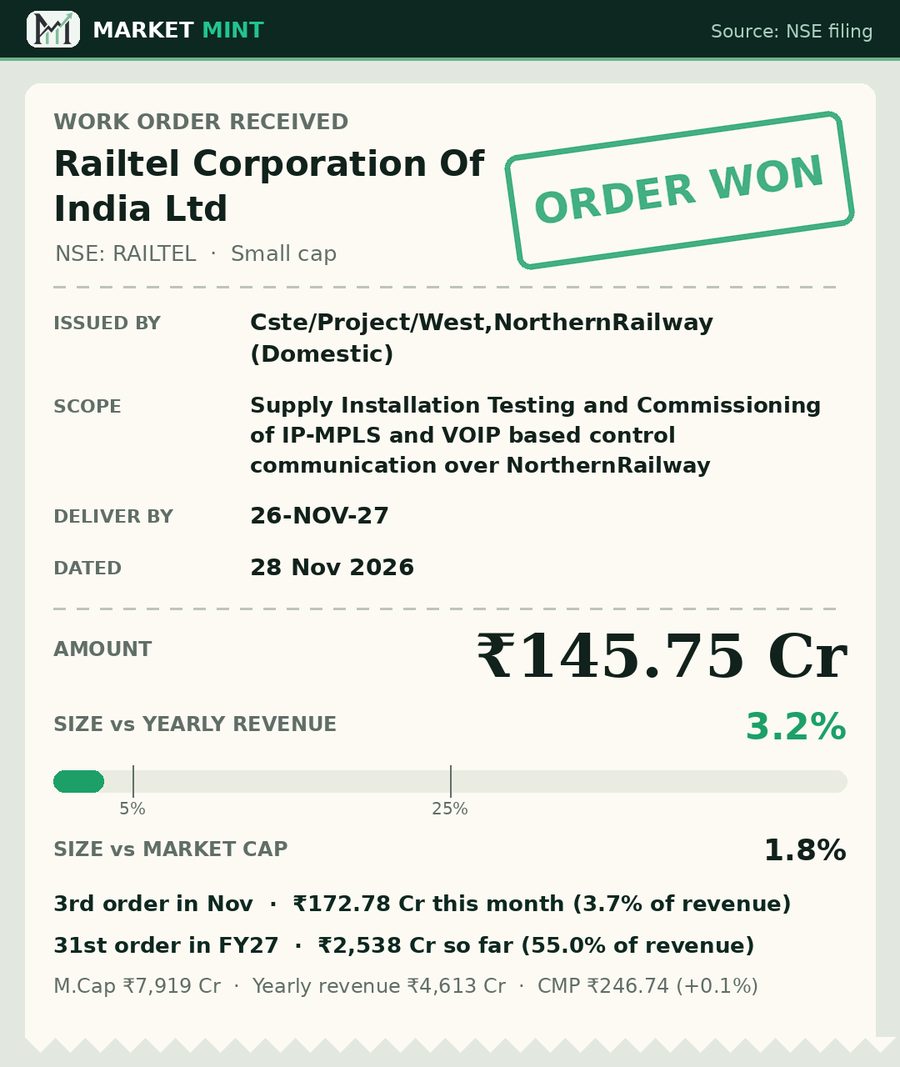 MARKET MINT
Source: NSE filing
WORK ORDER RECEIVED
Railtel Corporation Of
India Ltd
ORDER WON
NSE: RAILTEL · Small cap
ISSUED BY
Cste/Project/West,NorthernRailway
(Domestic)
SCOPE
Supply Installation Testing and Commissioning
of IP-MPLS and VOIP based control
communication over NorthernRailway
DELIVER BY
26-NOV-27
DATED
28 Nov 2026
AMOUNT
₹145.75 Cr
SIZE vs YEARLY REVENUE
3.2%
5%
25%
SIZE vs MARKET CAP
1.8%
3rd order in Nov · ₹172.78 Cr this month (3.7% of revenue)
31st order in FY27 · ₹2,538 Cr so far (55.0% of revenue)
M.Cap ₹7,919 Cr · Yearly revenue ₹4,613 Cr · CMP ₹246.74 (+0.1%)